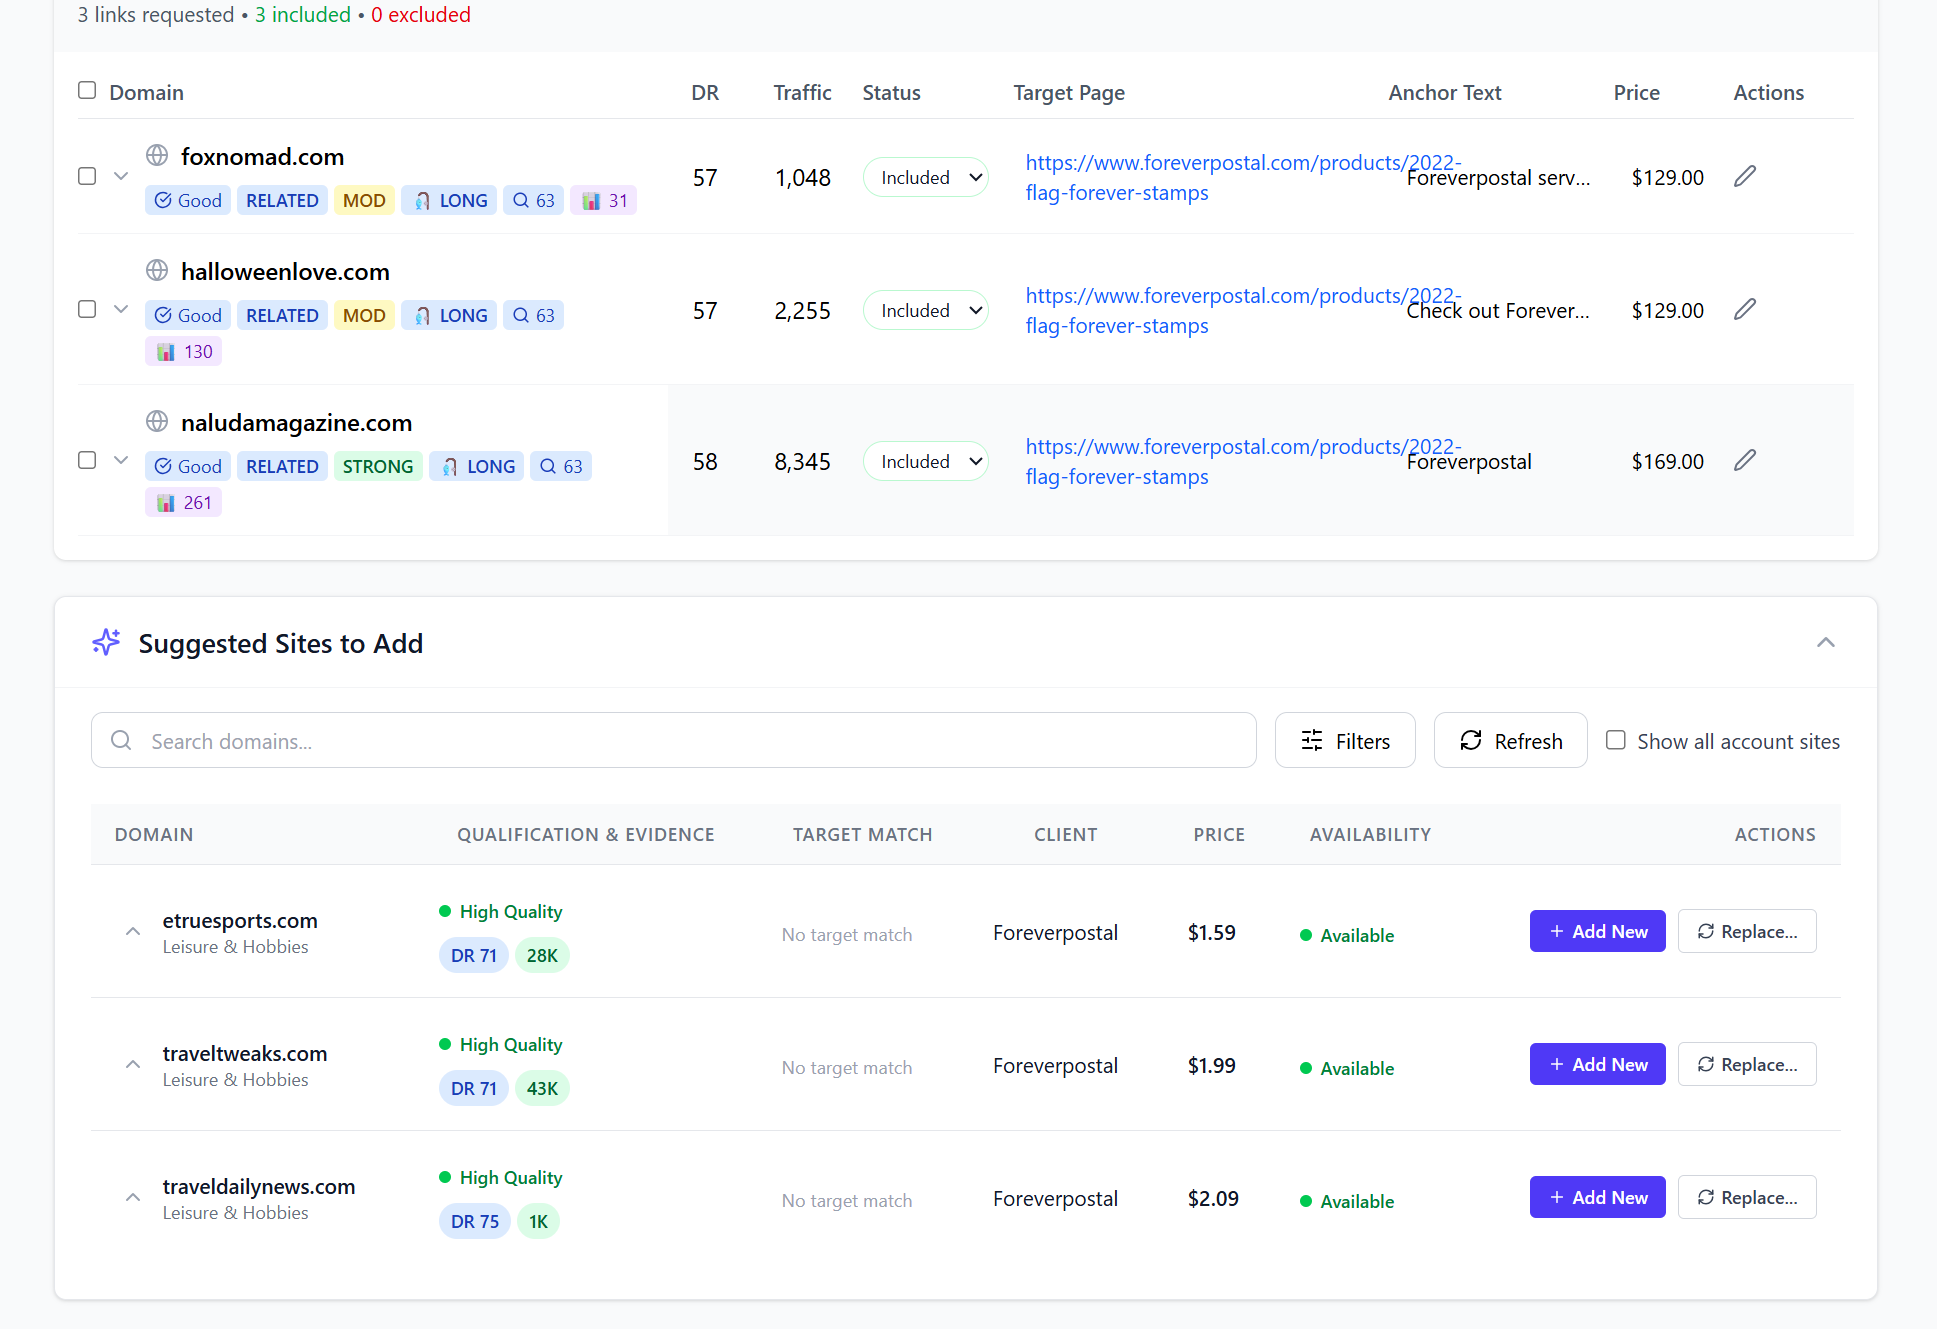 3 links requested • 3 included • 0 excluded
Domain DR Traffic Status Target Page Anchor Text Price Actions
foxnomad.com
Good RELATED MOD LONG 63 31
57 1,048 Included
https://www.foreverpostal.com/products/2022-
flag-forever-stamps
Foreverpostal serv...
$129.00
halloweenlove.com
Good RELATED MOD LONG 63
130
57 2,255 Included
https://www.foreverpostal.com/products/2022-
flag-forever-stamps
Check out Forever...
$129.00
naludamagazine.com
Good RELATED STRONG LONG 63
261
58 8,345 Included
https://www.foreverpostal.com/products/2022-
flag-forever-stamps
Foreverpostal
$169.00
Suggested Sites to Add
Search domains... Filters Refresh Show all account sites
DOMAIN QUALIFICATION & EVIDENCE TARGET MATCH CLIENT PRICE AVAILABILITY ACTIONS
etruesports.com
Leisure & Hobbies
High Quality
DR 71 28K
No target match Foreverpostal $1.59 Available + Add New Replace...
traveltweaks.com
Leisure & Hobbies
High Quality
DR 71 43K
No target match Foreverpostal $1.99 Available + Add New Replace...
traveldailynews.com
Leisure & Hobbies
High Quality
DR 75 1K
No target match Foreverpostal $2.09 Available + Add New Replace...